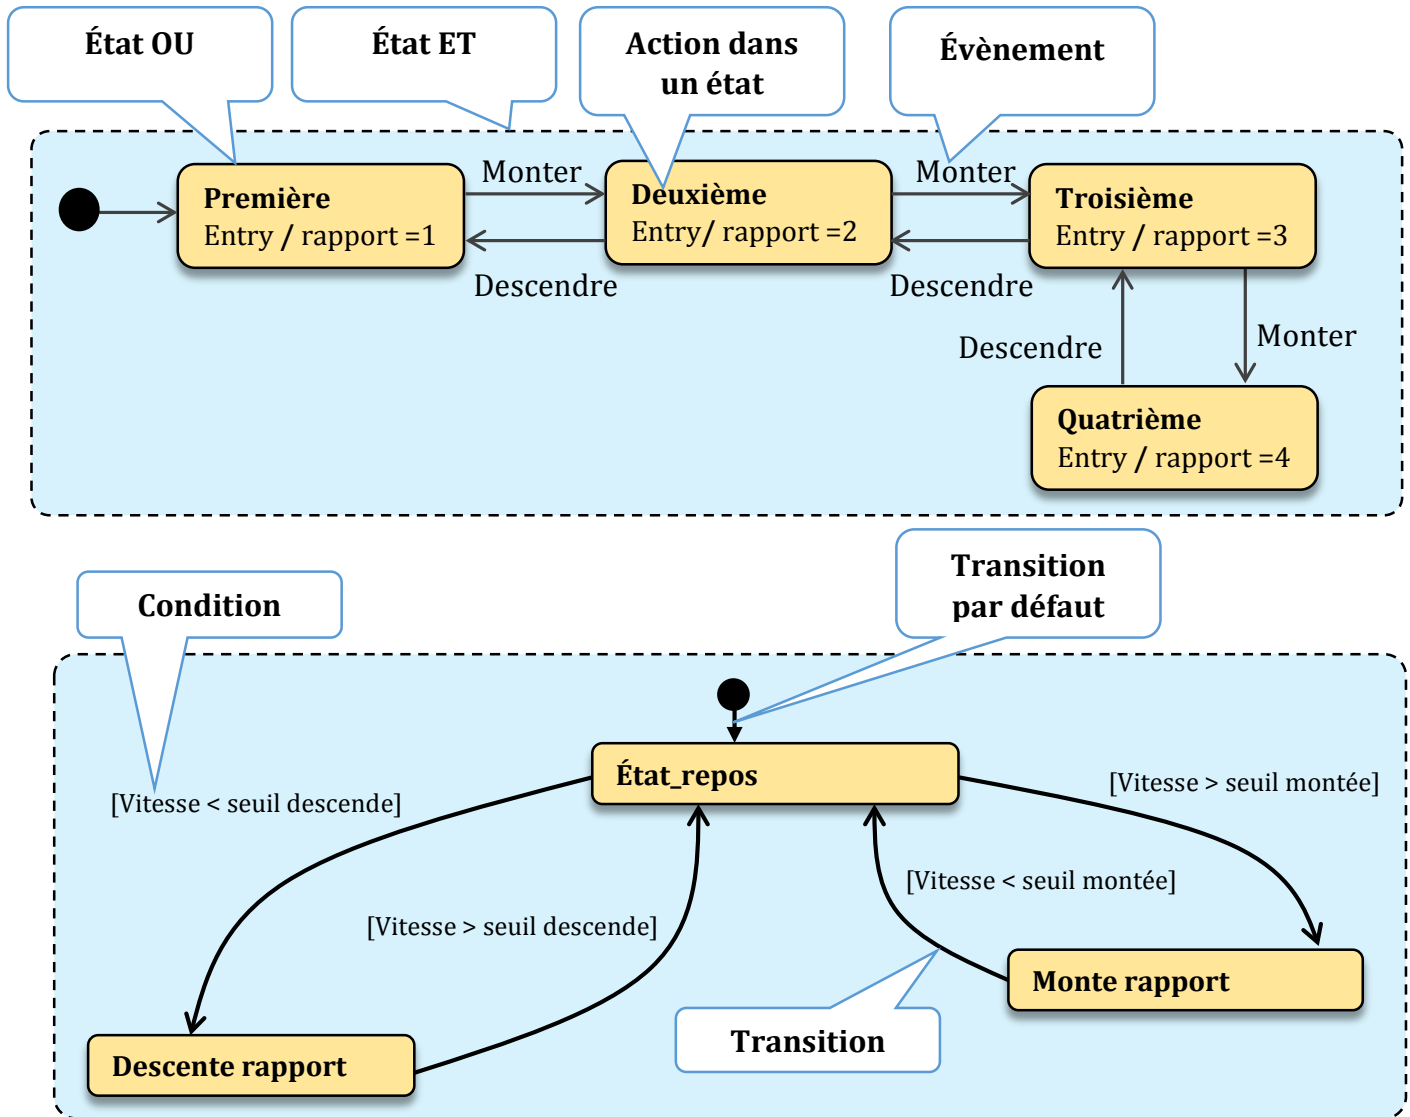 État OU
État ET
Action dans
un état
Évènement
Monter
Monter
Première
Entry / rapport =1
Deuxième
Entry/ rapport =2
Troisième
Entry / rapport =3
Descendre
Descendre
Descendre
Monter
Quatrième
Entry / rapport =4
Condition
Transition
par défaut
État_repos
[Vitesse < seuil descende]
[Vitesse > seuil montée]
[Vitesse < seuil montée]
[Vitesse > seuil descende]
Monte rapport
Transition
Descente rapport